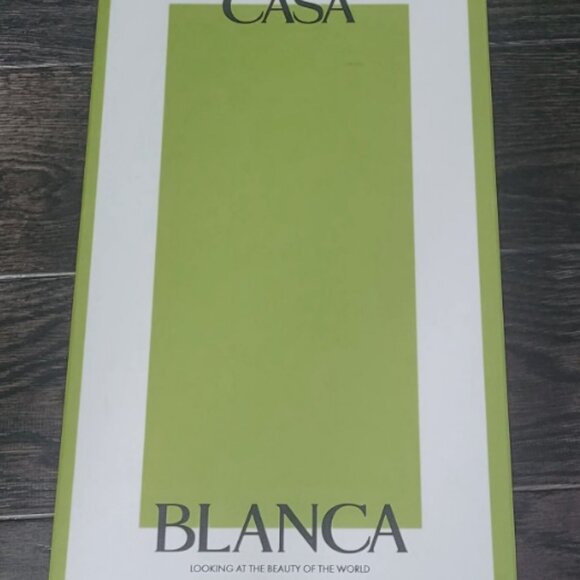 CASA
BLANCA
LOOKING AT THE BEAUTY OF THE WORLD